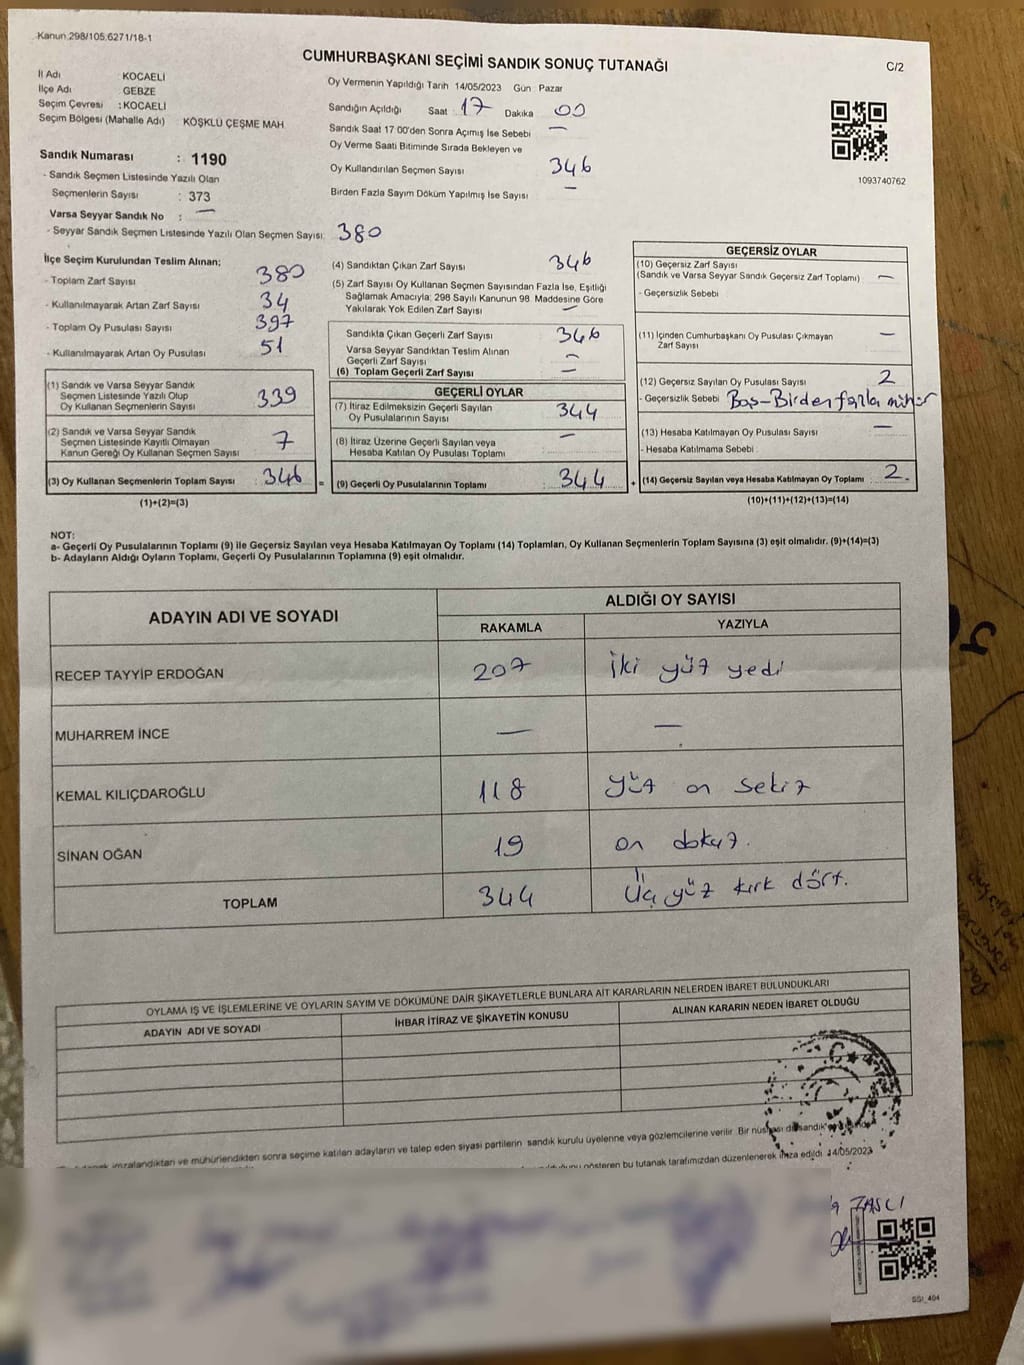 Kanun 298/105,6271/18-1
CUMHURBAŞKANI SEÇİMİ SANDIK SONUÇ TUTANAĞI
C/2
İl Adı KOCAELİ
İlçe Adı GEBZE
Seçim Çevresi : KOCAELİ
Seçim Bölgesi (Mahalle Adı) KÖŞKLÜ ÇEŞME MAH
Sandık Numarası : 1190
- Sandık Seçmen Listesinde Yazılı Olan
Seçmenlerin Sayısı : 373
Varsa Seyyar Sandık No : —
- Seyyar Sandık Seçmen Listesinde Yazılı Olan Seçmen Sayısı: 380
Oy Vermenin Yapıldığı Tarih 14/05/2023 Gün Pazar
Sandığın Açıldığı Saat 17 Dakika 00
Sandık Saat 17 00'den Sonra Açımış İse Sebebi —
Oy Verme Saati Bitiminde Sırada Bekleyen ve
Oy Kullandırılan Seçmen Sayısı 346
Birden Fazla Sayım Döküm Yapılmış İse Sayısı —
1093740762
İlçe Seçim Kurulundan Teslim Alınan;
- Toplam Zarf Sayısı 380
- Kullanılmayarak Artan Zarf Sayısı 34
- Toplam Oy Pusulası Sayısı 397
- Kullanılmayarak Artan Oy Pusulası 51
(1) Sandık ve Varsa Seyyar Sandık
Seçmen Listesinde Yazılı Olup
Oy Kullanan Seçmenlerin Sayısı 339
(2) Sandık ve Varsa Seyyar Sandık
Seçmen Listesinde Kayıtlı Olmayan
Kanun Gereği Oy Kullanan Seçmen Sayısı 7
(3) Oy Kullanan Seçmenlerin Toplam Sayısı 346 =
(1)+(2)=(3)
(4) Sandıktan Çıkan Zarf Sayısı 346
(5) Zarf Sayısı Oy Kullanan Seçmen Sayısından Fazla İse, Eşitliği
Sağlamak Amacıyla; 298 Sayılı Kanunun 98. Maddesine Göre
Yakılarak Yok Edilen Zarf Sayısı —
Sandıkta Çıkan Geçerli Zarf Sayısı 346
Varsa Seyyar Sandıktan Teslim Alınan
Geçerli Zarf Sayısı —
(6) Toplam Geçerli Zarf Sayısı —
GEÇERLİ OYLAR
(7) İtiraz Edilmeksizin Geçerli Sayılan
Oy Pusulasının Sayısı 344
(8) İtiraz Üzerine Geçerli Sayılan veya
Hesaba Katılan Oy Pusulası Toplamı —
(9) Geçerli Oy Pusulalarının Toplamı 344 +
GEÇERSİZ OYLAR
(10) Geçersiz Zarf Sayısı
(Sandık ve Varsa Seyyar Sandık Geçersiz Zarf Toplamı) —
- Geçersizlik Sebebi
(11) İçinden Cumhurbaşkanı Oy Pusulası Çıkmayan
Zarf Sayısı —
(12) Geçersiz Sayılan Oy Pusulası Sayısı 2
- Geçersizlik Sebebi Boş-Birden fazla mühür
(13) Hesaba Katılmayan Oy Pusulası Sayısı —
- Hesaba Katılmama Sebebi
(14) Geçersiz Sayılan veya Hesaba Katılmayan Oy Toplamı 2.
(10)+(11)+(12)+(13)=(14)
NOT:
a- Geçerli Oy Pusulalarının Toplamı (9) ile Geçersiz Sayılan veya Hesaba Katılmayan Oy Toplamı (14) Toplamları, Oy Kullanan Seçmenlerin Toplam Sayısına (3) eşit olmalıdır. (9)+(14)=(3)
b- Adayların Aldığı Oyların Toplamı, Geçerli Oy Pusulalarının Toplamına (9) eşit olmalıdır.
ADAYIN ADI VE SOYADI ALDIĞI OY SAYISI
RAKAMLA YAZIYLA
RECEP TAYYİP ERDOĞAN 207 iki yüz yedi
MUHARREM İNCE — —
KEMAL KILIÇDAROĞLU 118 yüz on sekiz
SİNAN OĞAN 19 on dokuz.
TOPLAM 344 Üç yüz kırk dört.
OYLAMA İŞ VE İŞLEMLERİNE VE OYLARIN SAYIM VE DÖKÜMÜNE DAİR ŞİKAYETLERLE BUNLARA AİT KARARLARIN NELERDEN İBARET BULUNDUKLARI
ADAYIN ADI VE SOYADI İHBAR İTİRAZ VE ŞİKAYETİN KONUSU ALINAN KARARIN NEDEN İBARET OLDUĞU
imzalandıktan ve mühürlendikten sonra seçime katılan adayların ve talep eden siyasi partilerin sandık kurulu üyelerine veya gözlemcilerine verilir. Bir nüshası da sandık
gösteren bu tutanak tarafımızdan düzenlenerek imza edildi 14/05/2023
TAŞCI